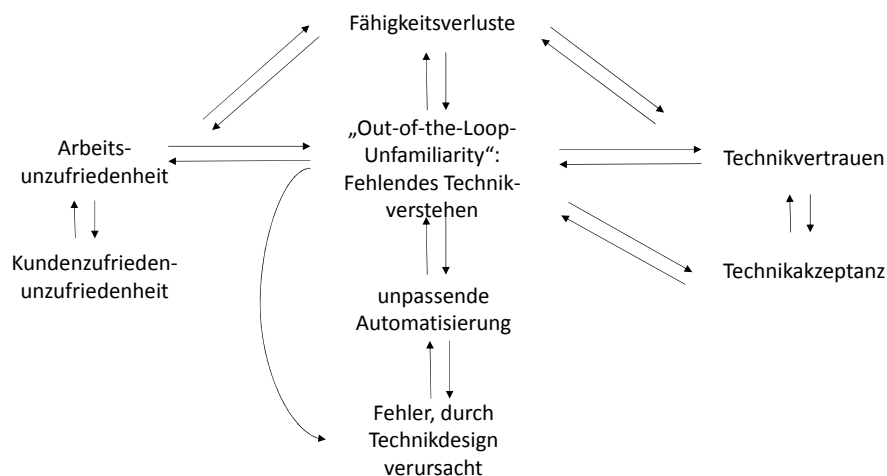 Fähigkeitsverluste
„Out-of-the-Loop-
Unfamiliarity“:
Fehlendes Technik-
verstehen
Arbeits-
unzufriedenheit
Technikvertrauen
Kundenzufrieden-
unzufriedenheit
Technikakzeptanz
unpassende
Automatisierung
Fehler, durch
Technikdesign
verursacht